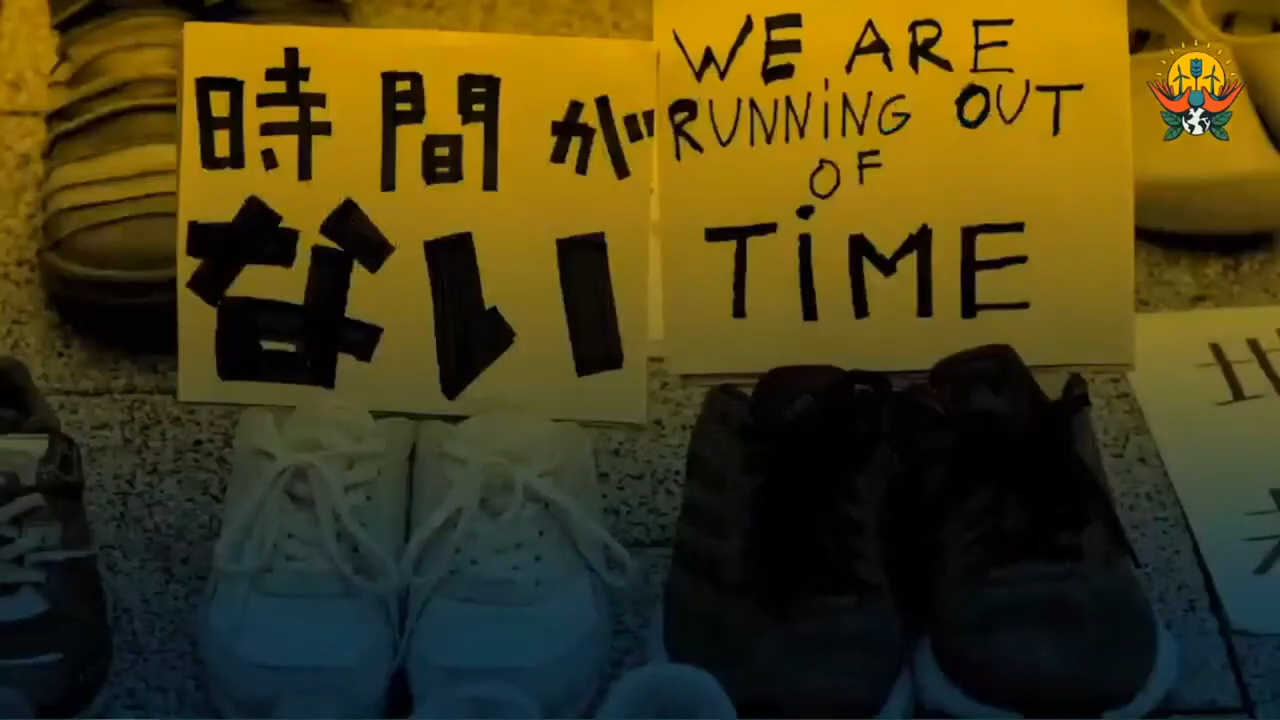 時間が
ない
WE ARE
RUNNiNG OUT
OF
TiME